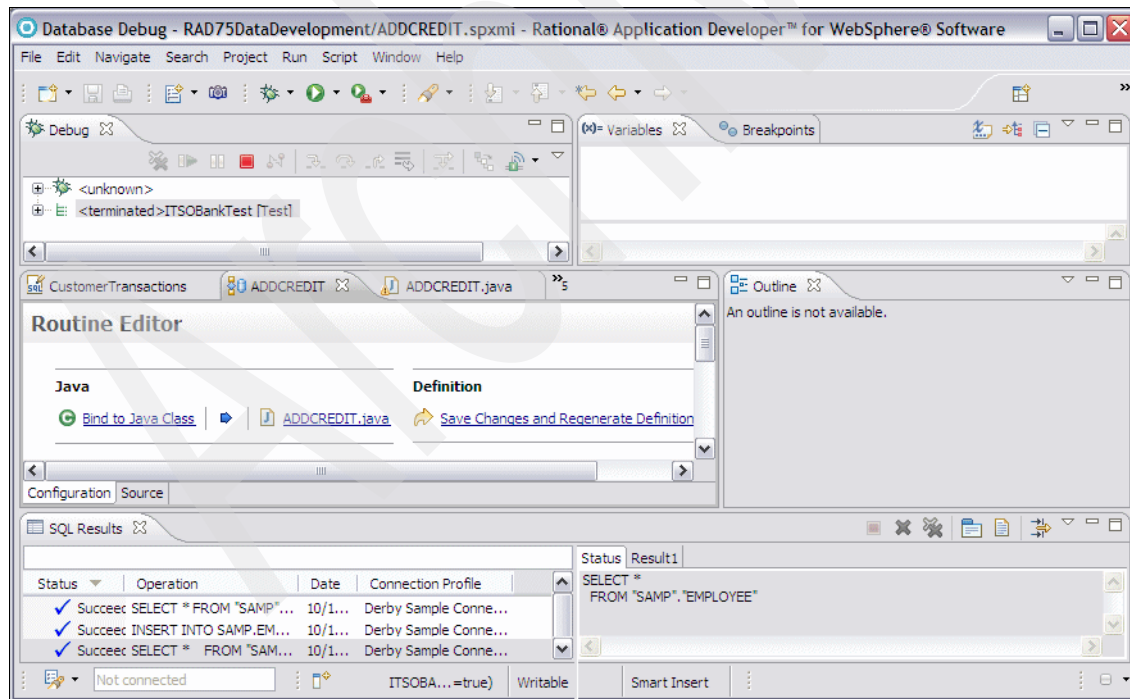 Database Debug - RAD75DataDevelopment/ADDCREDIT.spxmi - Rational® Application Developer™ for WebSphere® Software
File Edit Navigate Search Project Run Script Window Help
Debug
(x)= Variables
Breakpoints
<unknown>
<terminated>ITSOBankTest [Test]
CustomerTransactions
ADDCREDIT
ADDCREDIT.java
»5
Outline
Routine Editor
An outline is not available.
Java
Definition
Bind to Java Class
ADDCREDIT.java
Save Changes and Regenerate Definition
Configuration Source
SQL Results
Status Result1
Status Operation Date Connection Profile
Succeec SELECT * FROM "SAMP"... 10/1... Derby Sample Conne...
Succeec INSERT INTO SAMP.EM... 10/1... Derby Sample Conne...
Succeec SELECT * FROM "SAM... 10/1... Derby Sample Conne...
SELECT *
FROM "SAMP"."EMPLOYEE"
Not connected
ITSOBA...=true)
Writable
Smart Insert